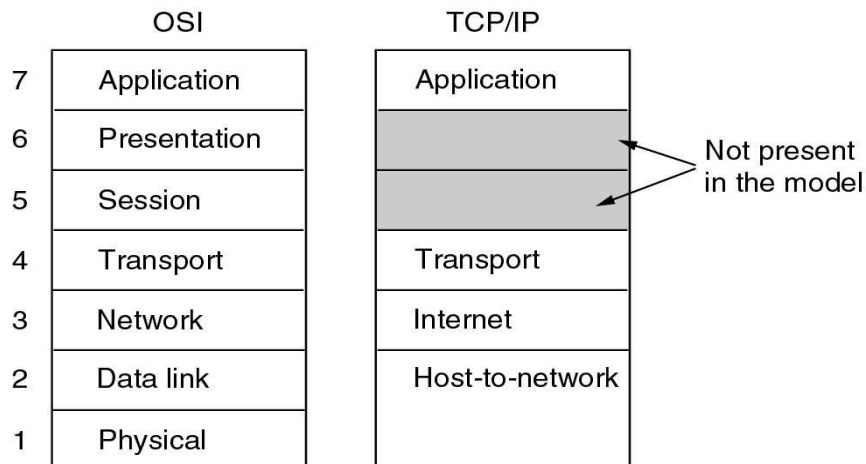 OSI TCP/IP
7 Application Application
6 Presentation
Not present
in the model
5 Session
4 Transport Transport
3 Network Internet
2 Data link Host-to-network
1 Physical